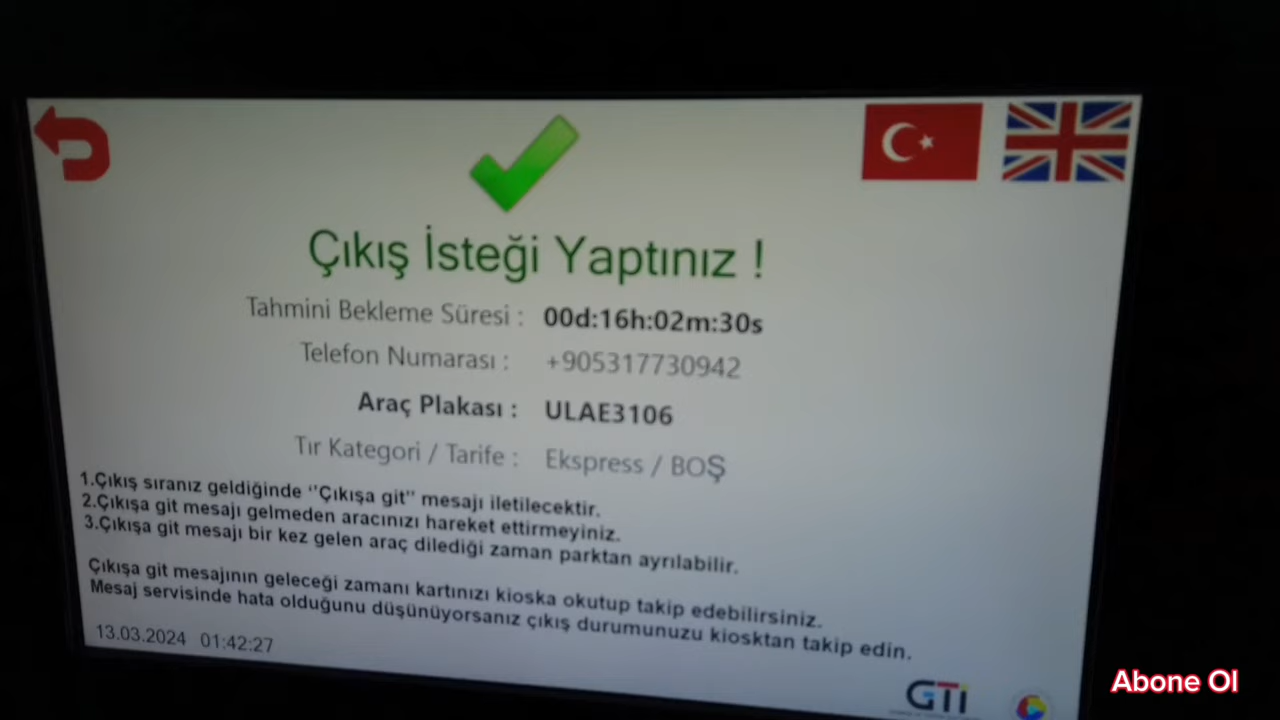 Çıkış İsteği Yaptınız !
Tahmini Bekleme Süresi : 00d:16h:02m:30s
Telefon Numarası : +905317730942
Araç Plakası : ULAE3106
Tır Kategori / Tarife : Ekspress / BOŞ
1.Çıkış sıranız geldiğinde ‘'Çıkışa git'' mesajı iletilecektir.
2.Çıkışa git mesajı gelmeden aracınızı hareket ettirmeyiniz.
3.Çıkışa git mesajı bir kez gelen araç dilediği zaman parktan ayrılabilir.
Çıkışa git mesajının geleceği zamanı kartınızı kioska okutup takip edebilirsiniz.
Mesaj servisinde hata olduğunu düşünüyorsanız çıkış durumunuzu kiosktan takip edin.
13.03.2024 01:42:27
GTİ
Abone Ol